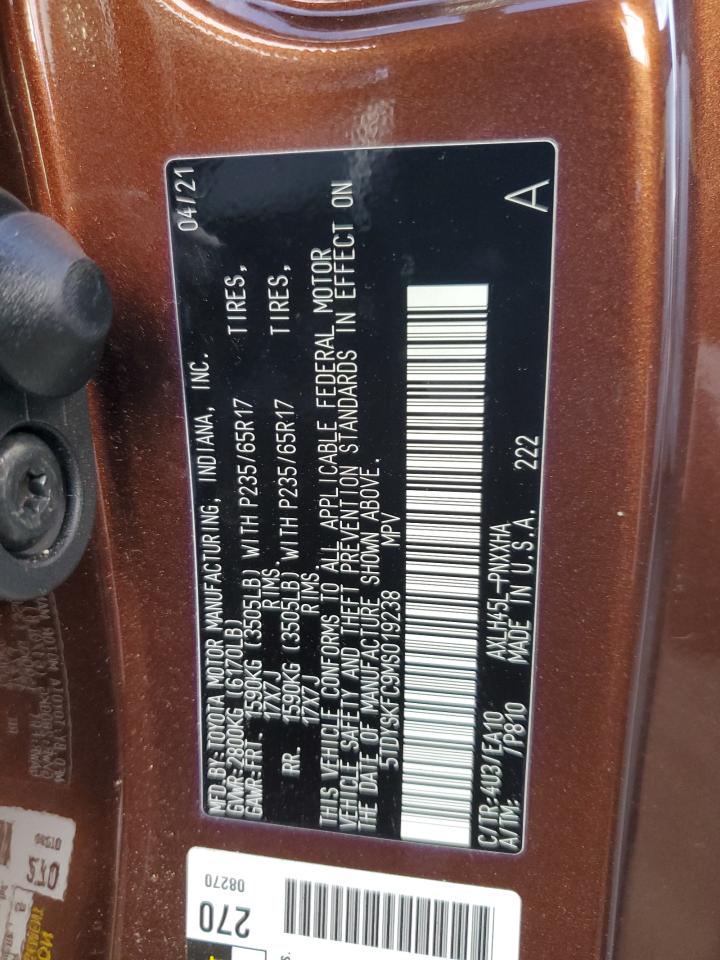 MFD.BY:TOYOTA MOTOR MANUFACTURING, INDIANA, INC. 04/21
GVWR:2800KG (6170LB)
GAWR:FRT. 1590KG (3505LB) WITH P235/65R17 TIRES,
17X7J RIMS.
RR. 1590KG (3505LB) WITH P235/65R17 TIRES,
17X7J RIMS.
THIS VEHICLE CONFORMS TO ALL APPLICABLE FEDERAL MOTOR
VEHICLE SAFETY AND THEFT PREVENTION STANDARDS IN EFFECT ON
THE DATE OF MANUFACTURE SHOWN ABOVE.
5TDYSKFC9MS019238 MPV
C/TR:4U3/EA10 AXLH45L-PNXXHA
A/TM: /P810 MADE IN U.S.A. 222 A
270
08270